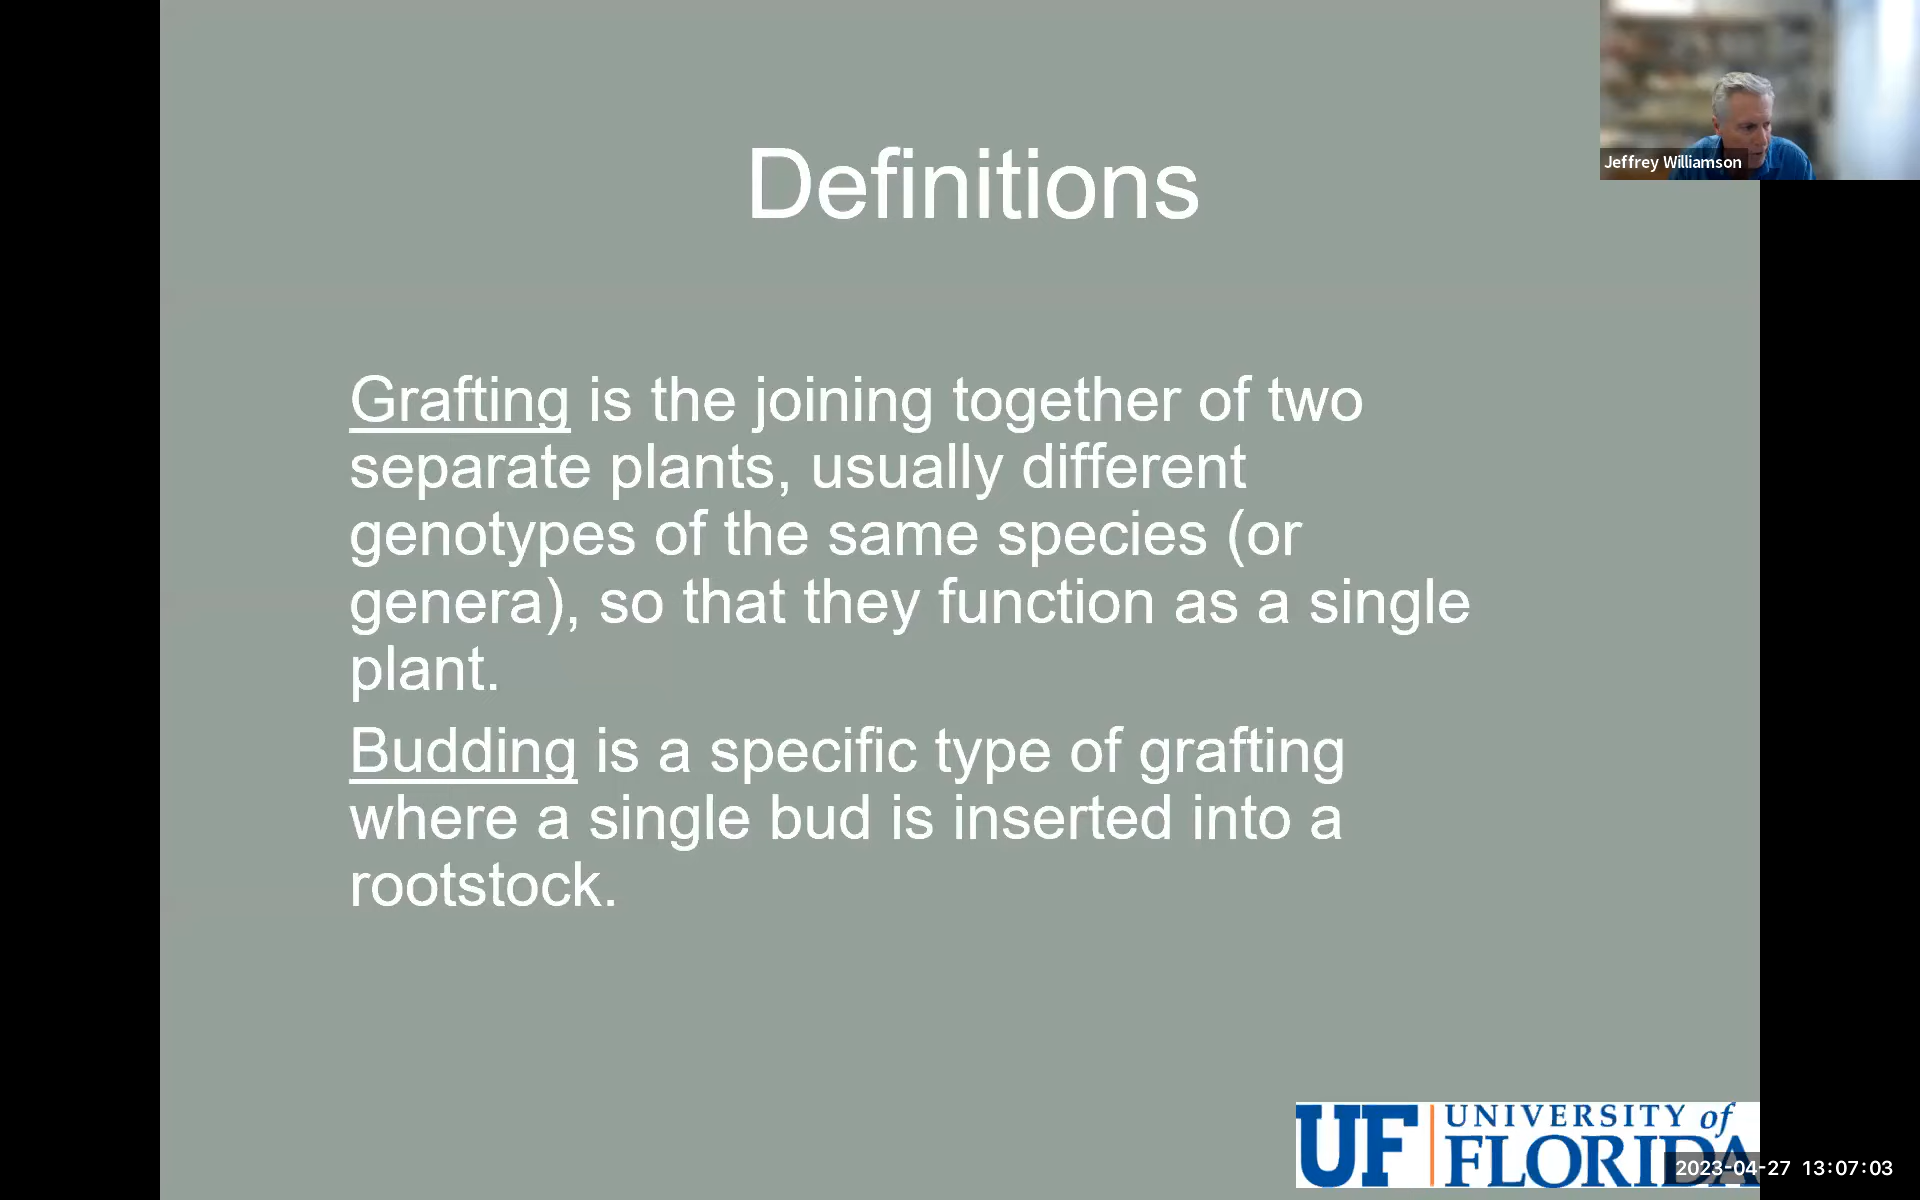 Definitions
Jeffrey Williamson
Grafting is the joining together of two
separate plants, usually different
genotypes of the same species (or
genera), so that they function as a single
plant.
Budding is a specific type of grafting
where a single bud is inserted into a
rootstock.
UF UNIVERSITY of
FLORIDA
2023-04-27 13:07:03